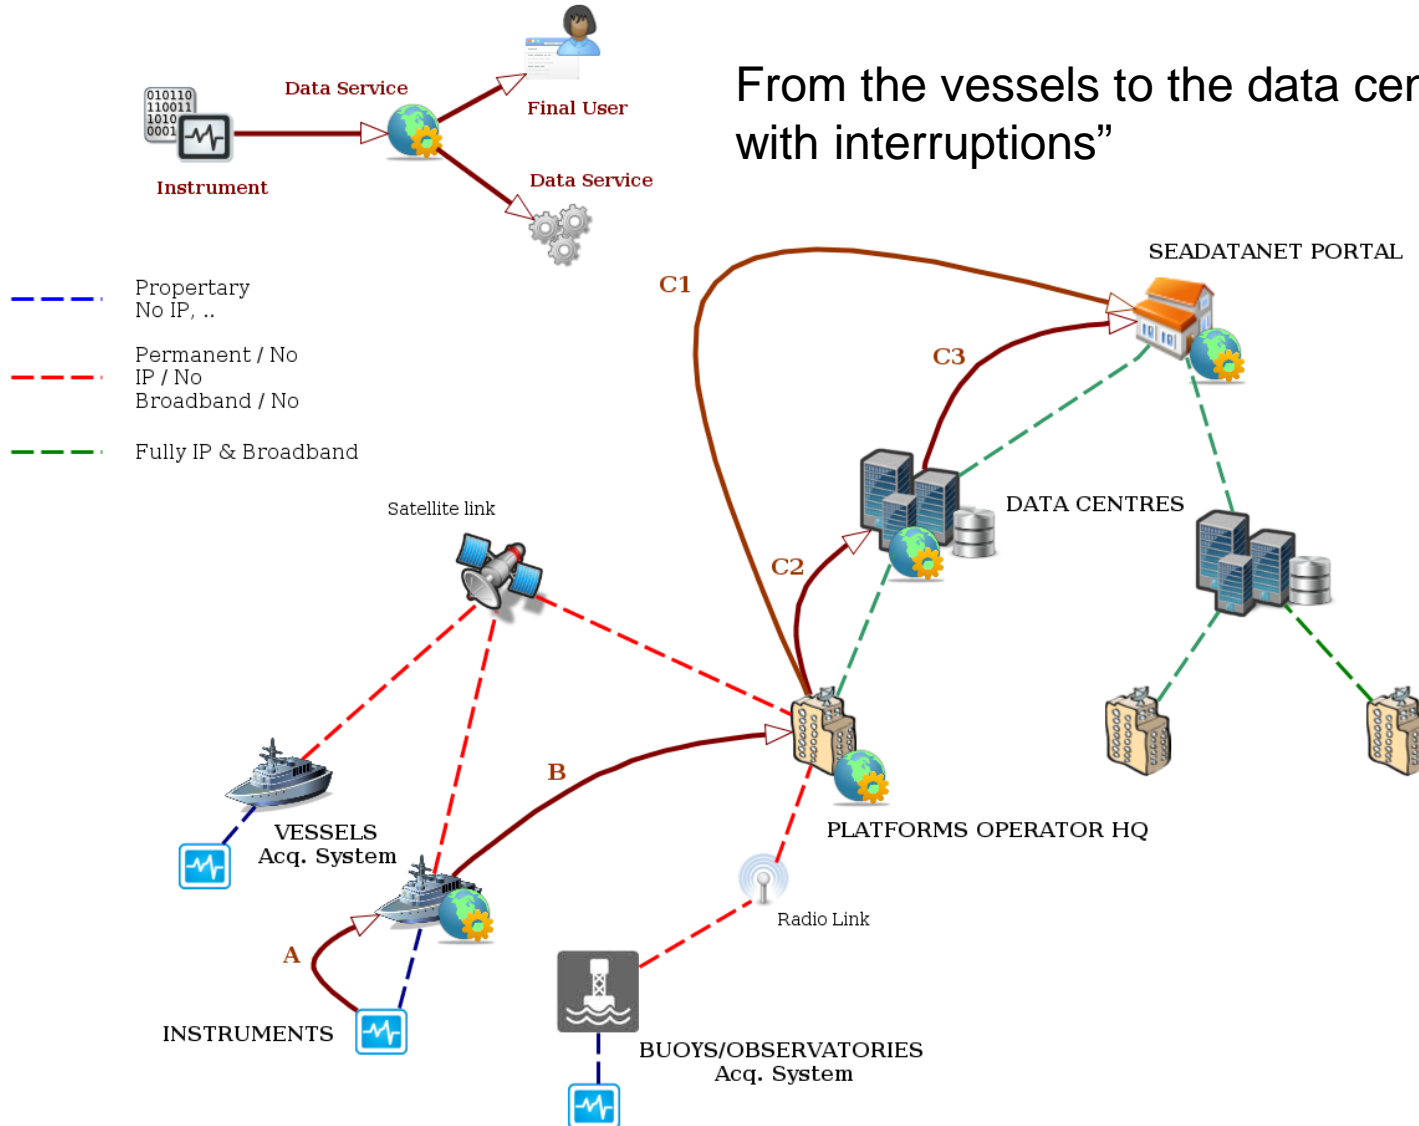 From the vessels to the data cen
with interruptions”
Data Service
Final User
010110
110011
1010
0001
Instrument
Data Service
Propertary
No IP, ..
Permanent / No
IP / No
Broadband / No
Fully IP & Broadband
SEADATANET PORTAL
C1
C3
DATA CENTRES
C2
Satellite link
B
VESSELS
Acq. System
PLATFORMS OPERATOR HQ
Radio Link
A
INSTRUMENTS
BUOYS/OBSERVATORIES
Acq. System